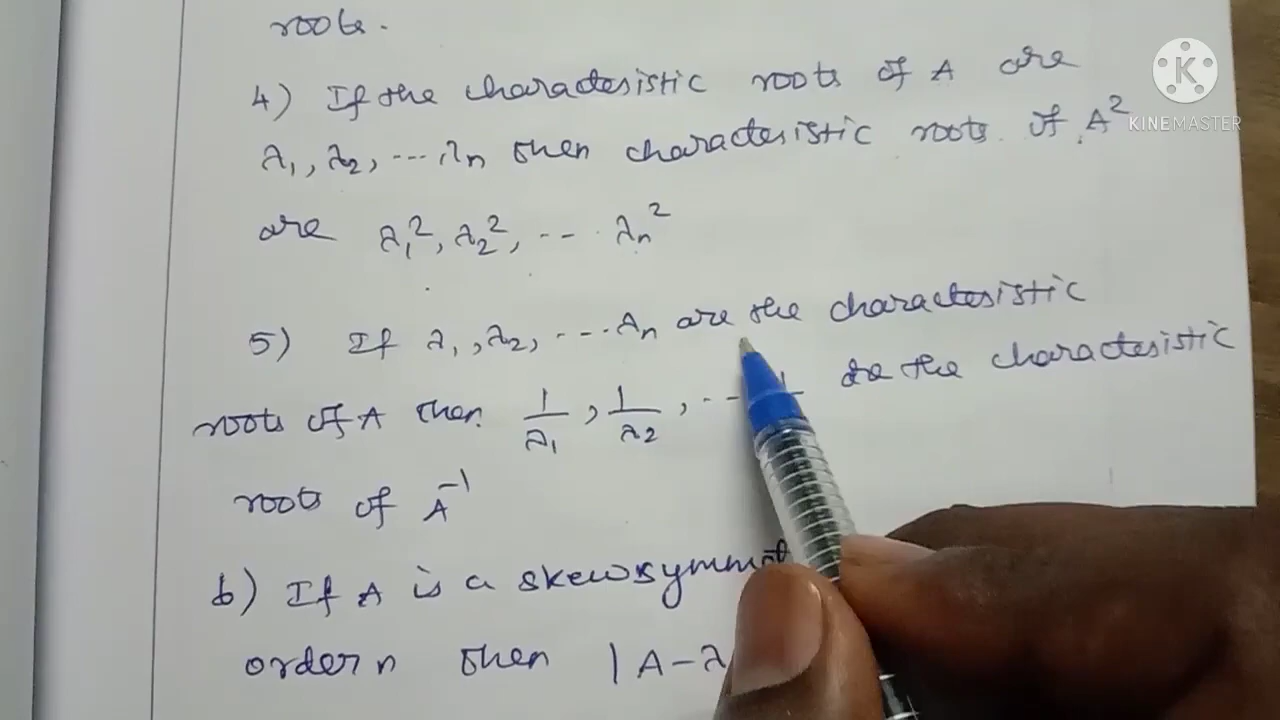 roots.
4) If the characteristic roots of A are
λ₁, λ₂, ... λₙ then characteristic roots of A²
KINEMASTER
are λ₁², λ₂², -- λₙ²
5) If λ₁, λ₂, ... λₙ are the characteristic
roots of A then 1/λ₁, 1/λ₂, -- 1 the characteristic
roots of A⁻¹
6) If A is a
order n then |A-λ